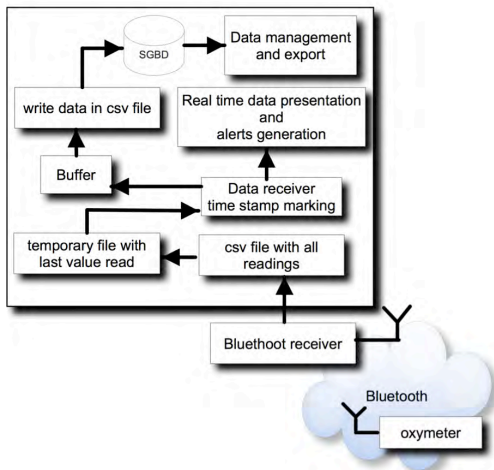 SGBD
Data management
and export
write data in csv file
Real time data presentation
and
alerts generation
Buffer
Data receiver
time stamp marking
temporary file with
last value read
csv file with all
readings
Bluethoot receiver
Bluetooth
oxymeter